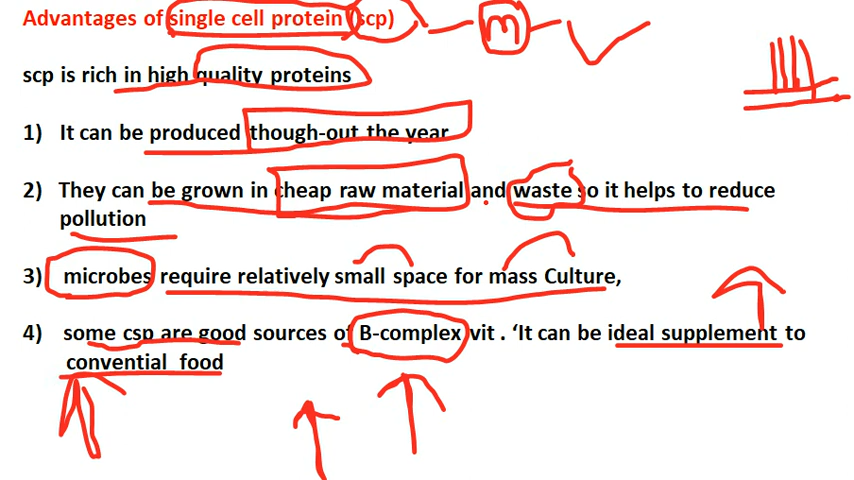 Advantages of single cell protein (scp)
m
scp is rich in high quality proteins
1) It can be produced though-out the year
2) They can be grown in cheap raw material and waste so it helps to reduce
pollution
3) microbes require relatively small space for mass Culture,
4) some csp are good sources of B-complex vit . ‘It can be ideal supplement to
convential food